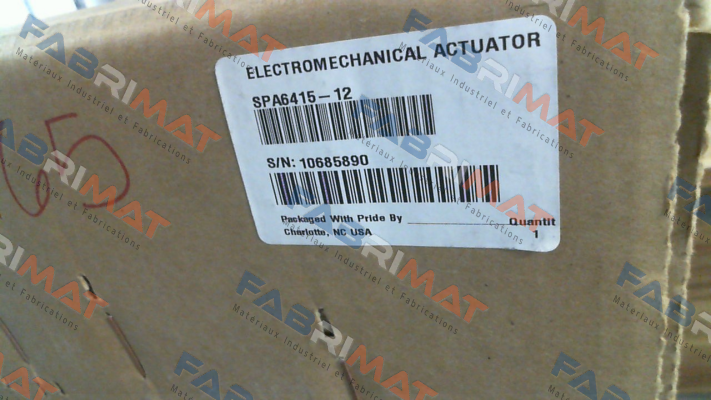 ELECTROMECHANICAL ACTUATOR
SPA6415-12
S/N: 10685890
Packaged With Pride By
Quantit
1
Charlotte, NC USA
FABRIMAT
Materiaux Industriel et Fabrications